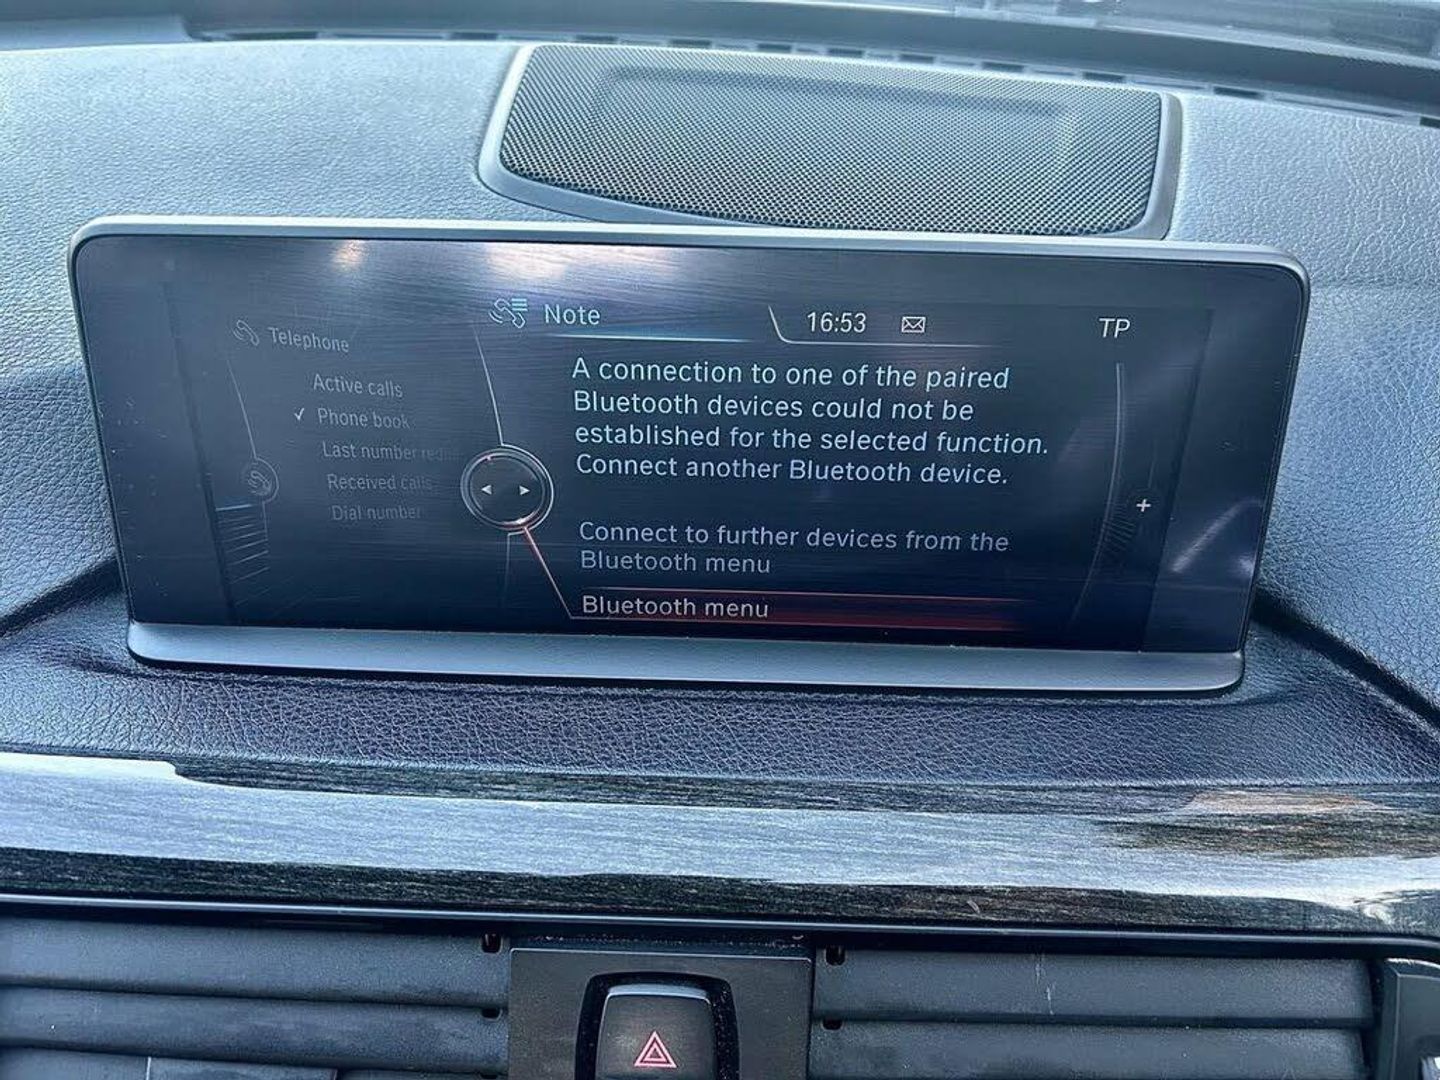 Note
16:53
TP
Telephone
Active calls
Phone book
Last number
Received calls
Dial number
A connection to one of the paired
Bluetooth devices could not be
established for the selected function.
Connect another Bluetooth device.
Connect to further devices from the
Bluetooth menu
Bluetooth menu
+